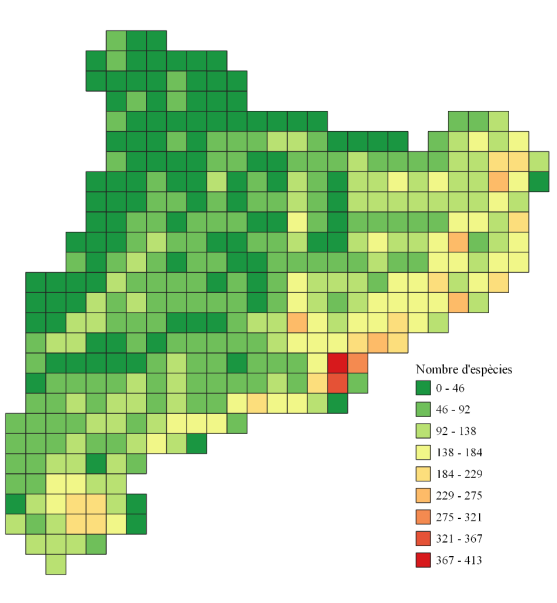 Nombre d'espècies
0 - 46
46 - 92
92 - 138
138 - 184
184 - 229
229 - 275
275 - 321
321 - 367
367 - 413